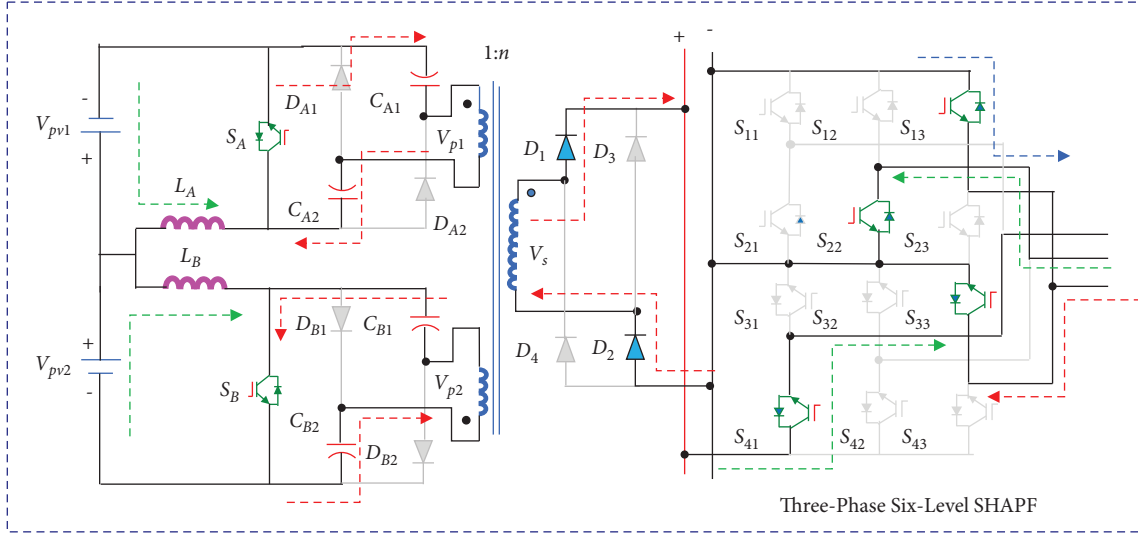 1:n
+ -
-
V_pv1
+
D_A1
C_A1
S_A
V_p1
L_A
C_A2
D_A2
L_B
D_1
D_3
V_s
D_4
D_2
+
V_pv2
-
D_B1
C_B1
S_B
V_p2
C_B2
D_B2
S_11 S_12 S_13
S_21 S_22 S_23
S_31 S_32 S_33
S_41 S_42 S_43
Three-Phase Six-Level SHAPF